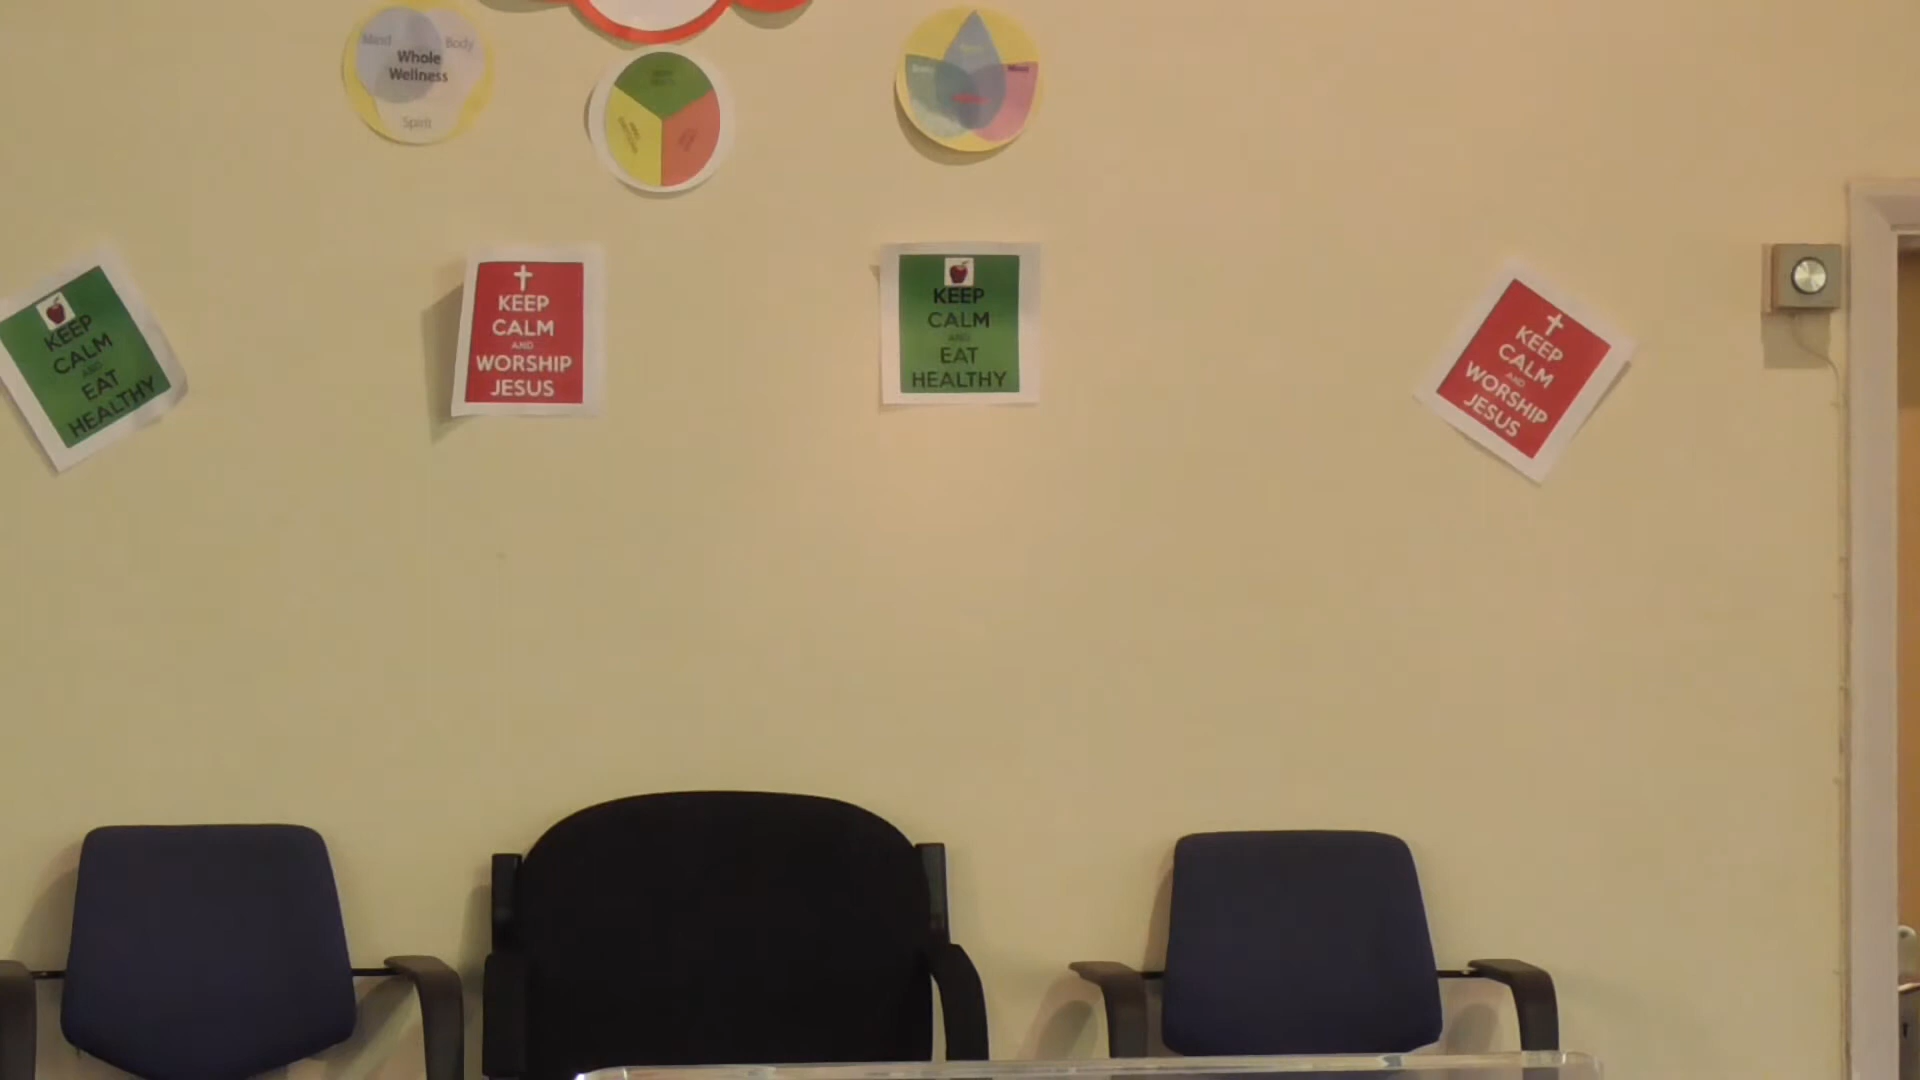 Mind
Body
Whole
Wellness
Spirit
KEEP
CALM
AND
EAT
HEALTHY
KEEP
CALM
AND
WORSHIP
JESUS
KEEP
CALM
AND
EAT
HEALTHY
KEEP
CALM
AND
WORSHIP
JESUS